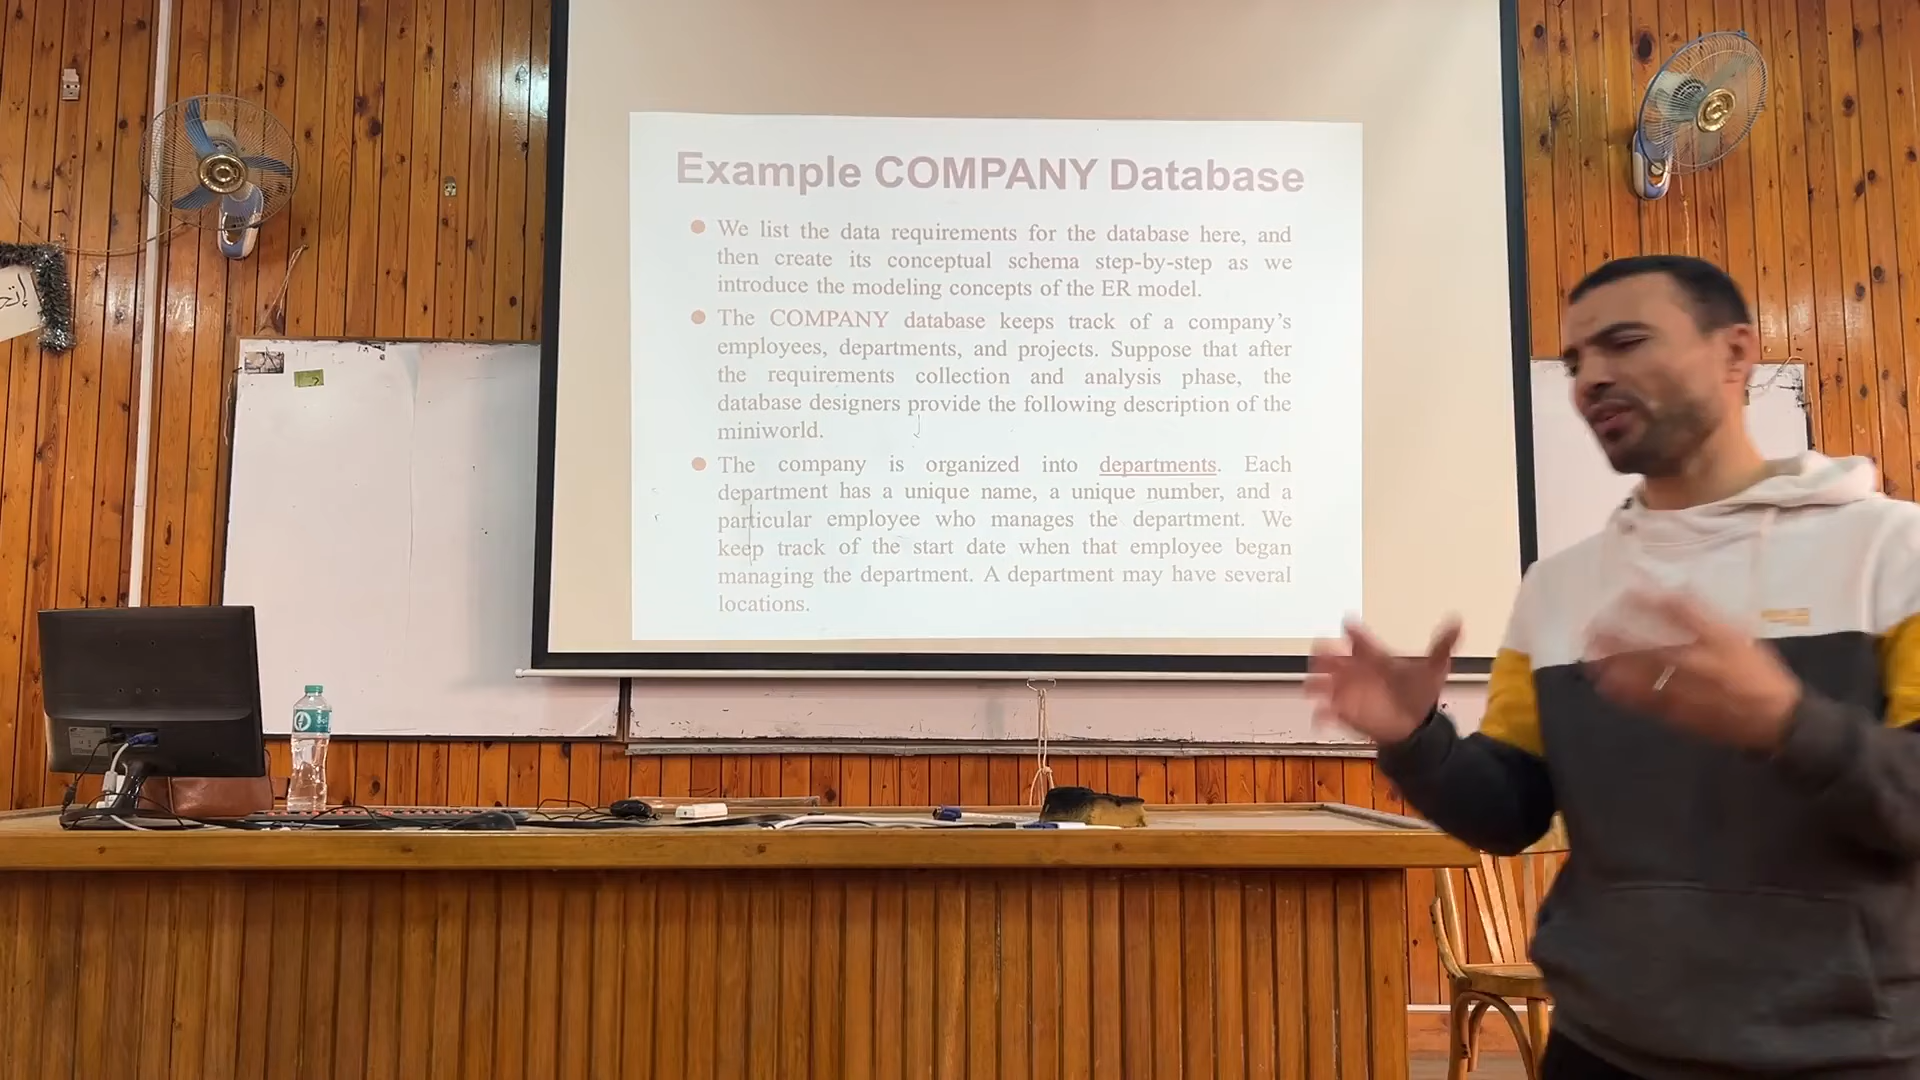 Example COMPANY Database
We list the data requirements for the database here, and
then create its conceptual schema step-by-step as we
introduce the modeling concepts of the ER model.
The COMPANY database keeps track of a company's
employees, departments, and projects. Suppose that after
the requirements collection and analysis phase, the
database designers provide the following description of the
miniworld.
The company is organized into departments. Each
department has a unique name, a unique number, and a
particular employee who manages the department. We
keep track of the start date when that employee began
managing the department. A department may have several
locations.